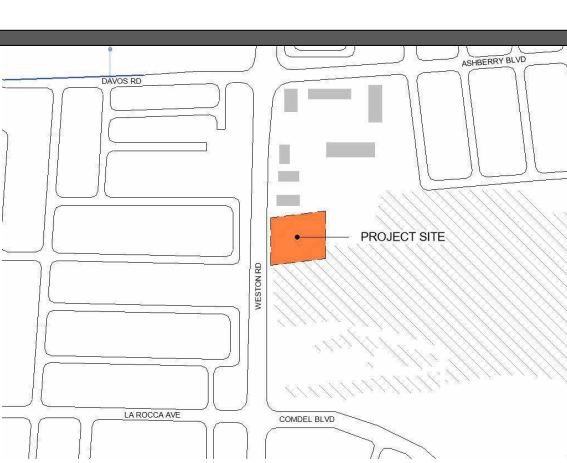 ASHBERRY BLVD
DAVOS RD
PROJECT SITE
WESTON RD
LA ROCCA AVE
COMDEL BLVD